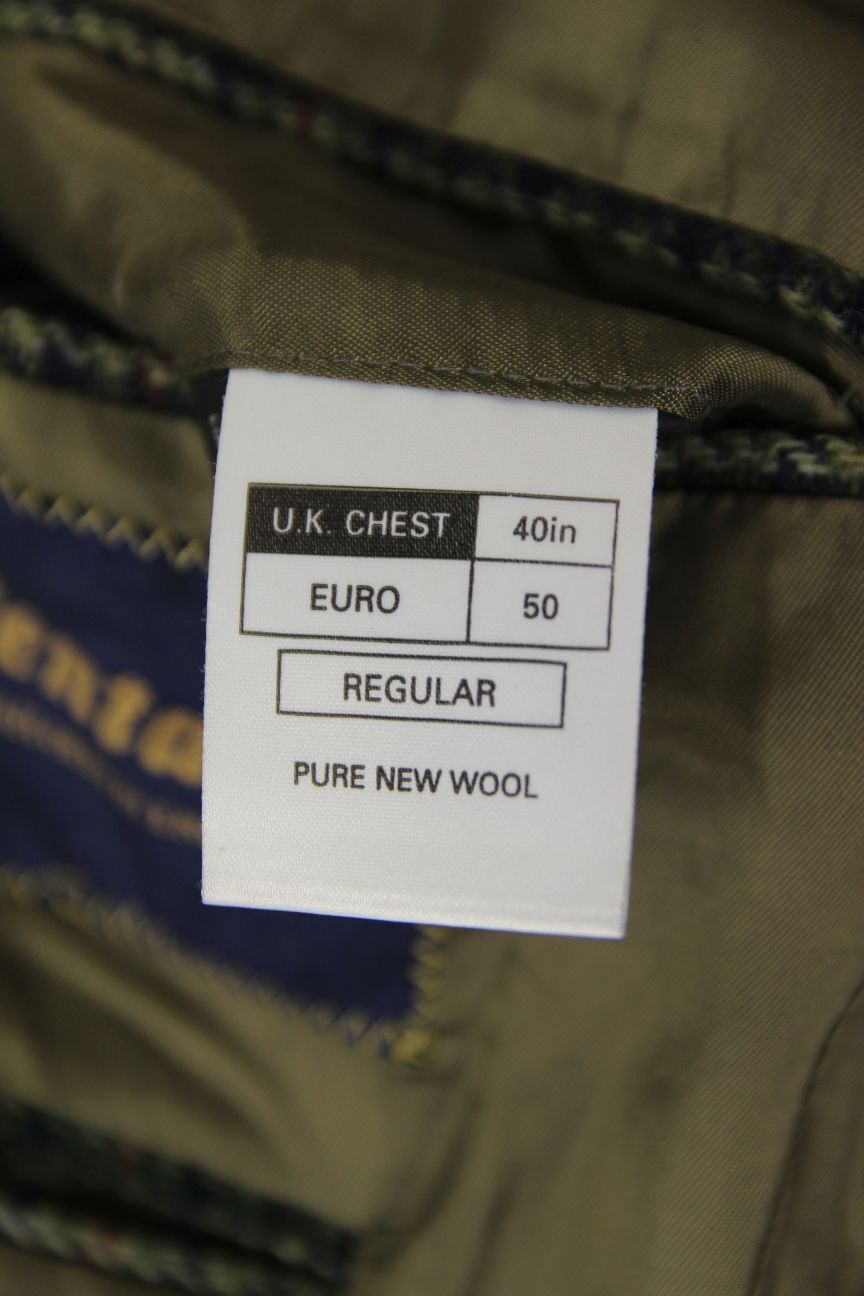 U.K. CHEST 40in
EURO 50
REGULAR
PURE NEW WOOL